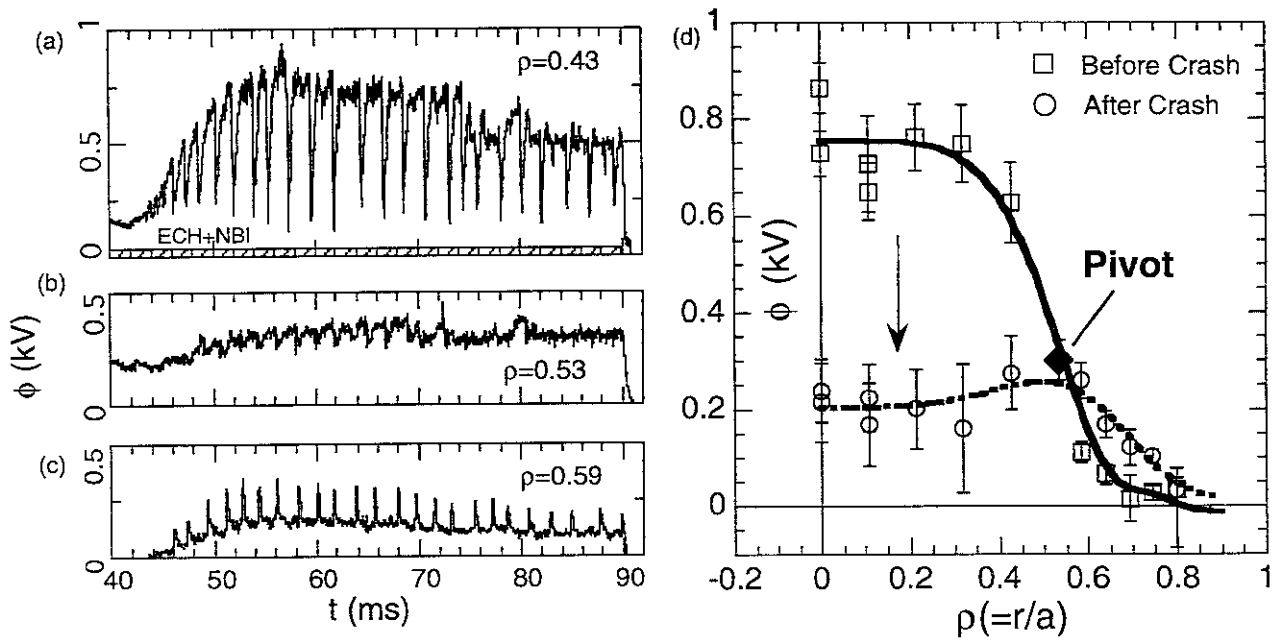 (a)
1
0.5
0
ρ=0.43
ECH+NBI
(b)
0.5
0
ρ=0.53
(c)
0.5
0
ρ=0.59
ϕ (kV)
40 50 60 70 80 90
t (ms)
(d)
1
0.8
0.6
0.4
0.2
0
Φ (kV)
Before Crash
After Crash
Pivot
-0.2 0 0.2 0.4 0.6 0.8 1
ρ(=r/a)